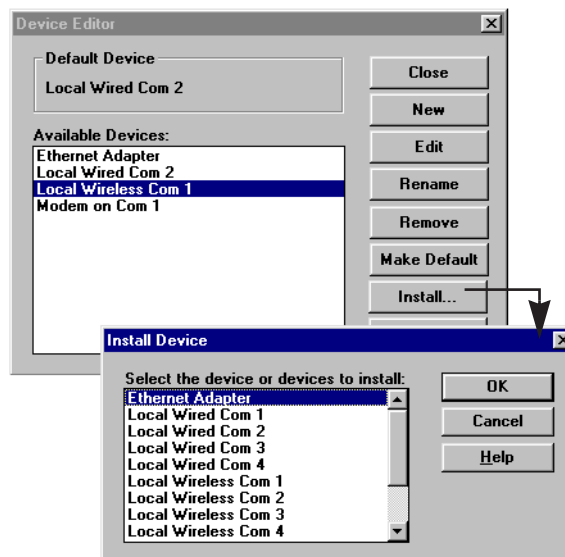 Device Editor
Default Device
Local Wired Com 2
Available Devices:
Ethernet Adapter
Local Wired Com 2
Local Wireless Com 1
Modem on Com 1
Close
New
Edit
Rename
Remove
Make Default
Install...
Install Device
Select the device or devices to install:
Ethernet Adapter
Local Wired Com 1
Local Wired Com 2
Local Wired Com 3
Local Wired Com 4
Local Wireless Com 1
Local Wireless Com 2
Local Wireless Com 3
Local Wireless Com 4
OK
Cancel
Help